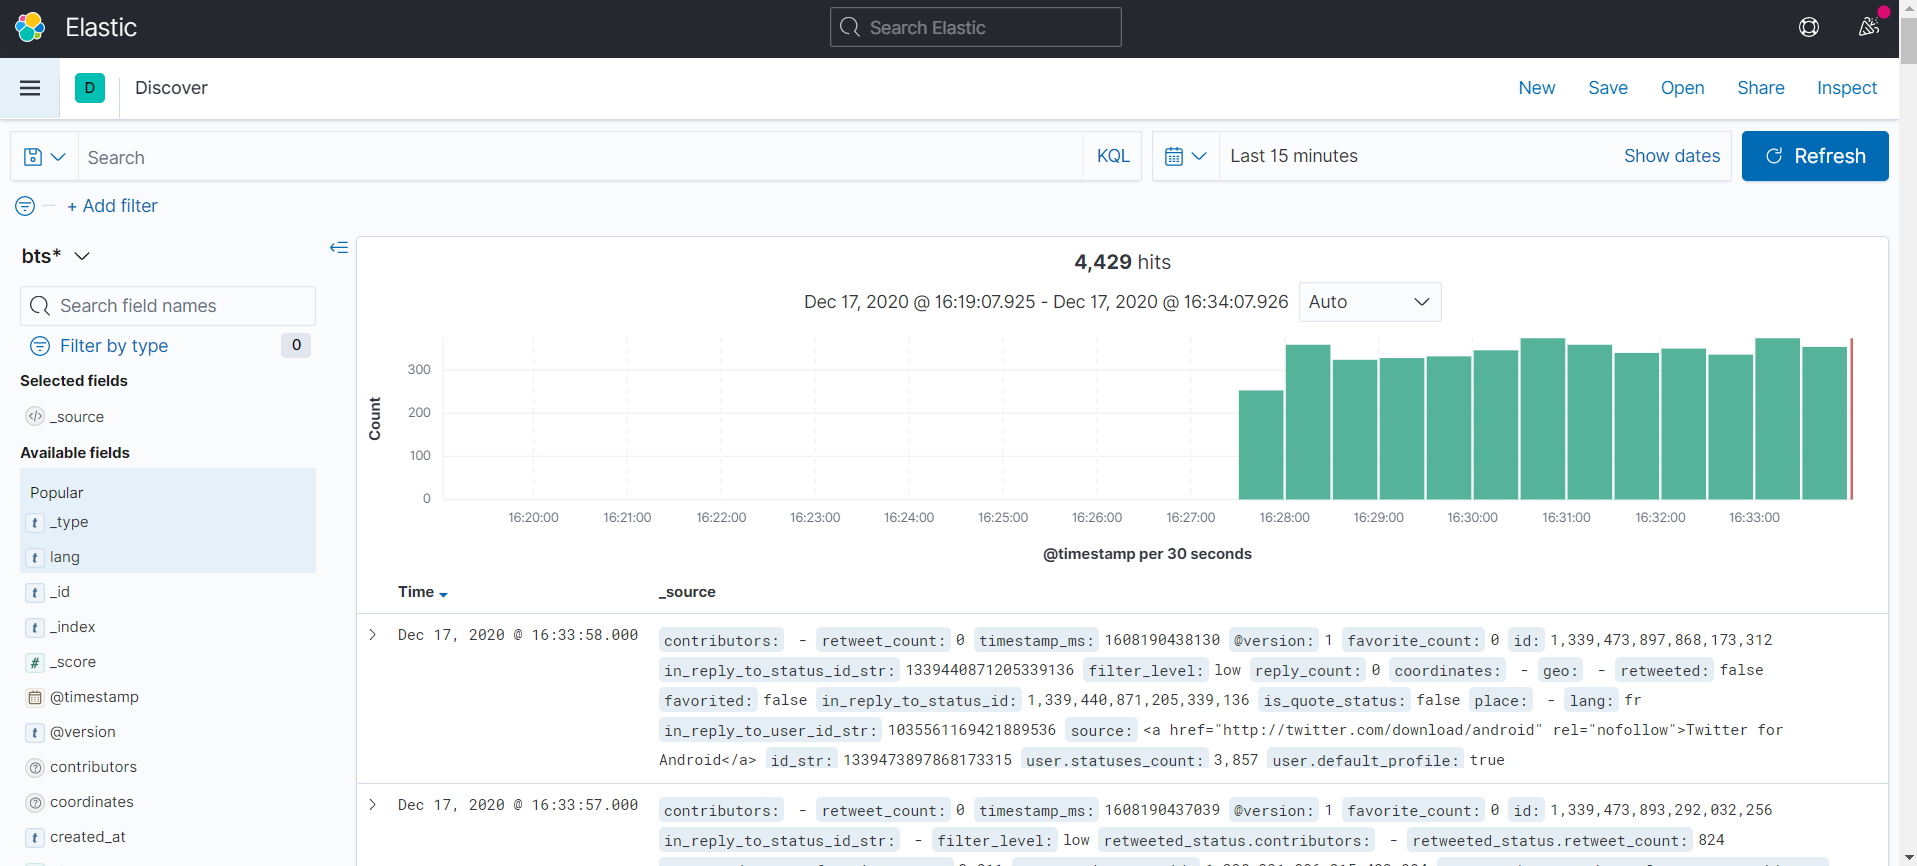 Elastic
Search Elastic
D
Discover
New Save Open Share Inspect
Search
KQL
Last 15 minutes
Show dates
Refresh
+ Add filter
bts*
Search field names
Filter by type 0
Selected fields
_source
Available fields
Popular
t _type
t lang
t _id
t _index
# _score
@timestamp
t @version
contributors
coordinates
t created_at
4,429 hits
Dec 17, 2020 @ 16:19:07.925 - Dec 17, 2020 @ 16:34:07.926 Auto
Count
300
200
100
0
16:20:00 16:21:00 16:22:00 16:23:00 16:24:00 16:25:00 16:26:00 16:27:00 16:28:00 16:29:00 16:30:00 16:31:00 16:32:00 16:33:00
@timestamp per 30 seconds
Time _source
Dec 17, 2020 @ 16:33:58.000
contributors: - retweet_count: 0 timestamp_ms: 1608190438130 @version: 1 favorite_count: 0 id: 1,339,473,897,868,173,312
in_reply_to_status_id_str: 1339440871205339136 filter_level: low reply_count: 0 coordinates: - geo: - retweeted: false
favorited: false in_reply_to_status_id: 1,339,440,871,205,339,136 is_quote_status: false place: - lang: fr
in_reply_to_user_id_str: 1035561169421889536 source: <a href="http://twitter.com/download/android" rel="nofollow">Twitter for
Android</a> id_str: 1339473897868173315 user.statuses_count: 3,857 user.default_profile: true
Dec 17, 2020 @ 16:33:57.000
contributors: - retweet_count: 0 timestamp_ms: 1608190437039 @version: 1 favorite_count: 0 id: 1,339,473,893,292,032,256
in_reply_to_status_id_str: - filter_level: low retweeted_status.contributors: - retweeted_status.retweet_count: 824